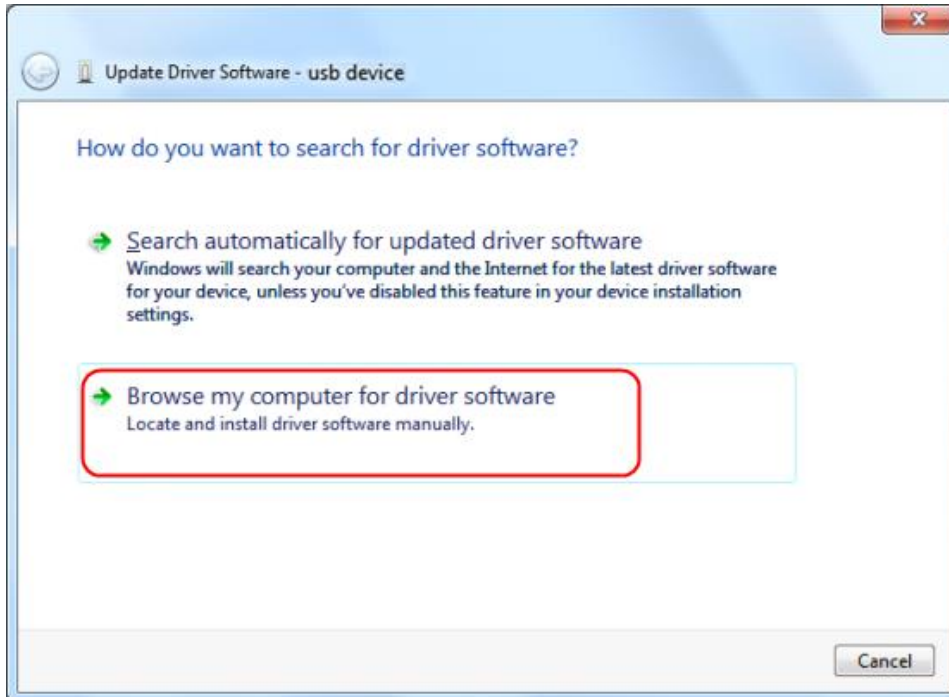 Update Driver Software - usb device
How do you want to search for driver software?
Search automatically for updated driver software
Windows will search your computer and the Internet for the latest driver software
for your device, unless you've disabled this feature in your device installation
settings.
Browse my computer for driver software
Locate and install driver software manually.
Cancel